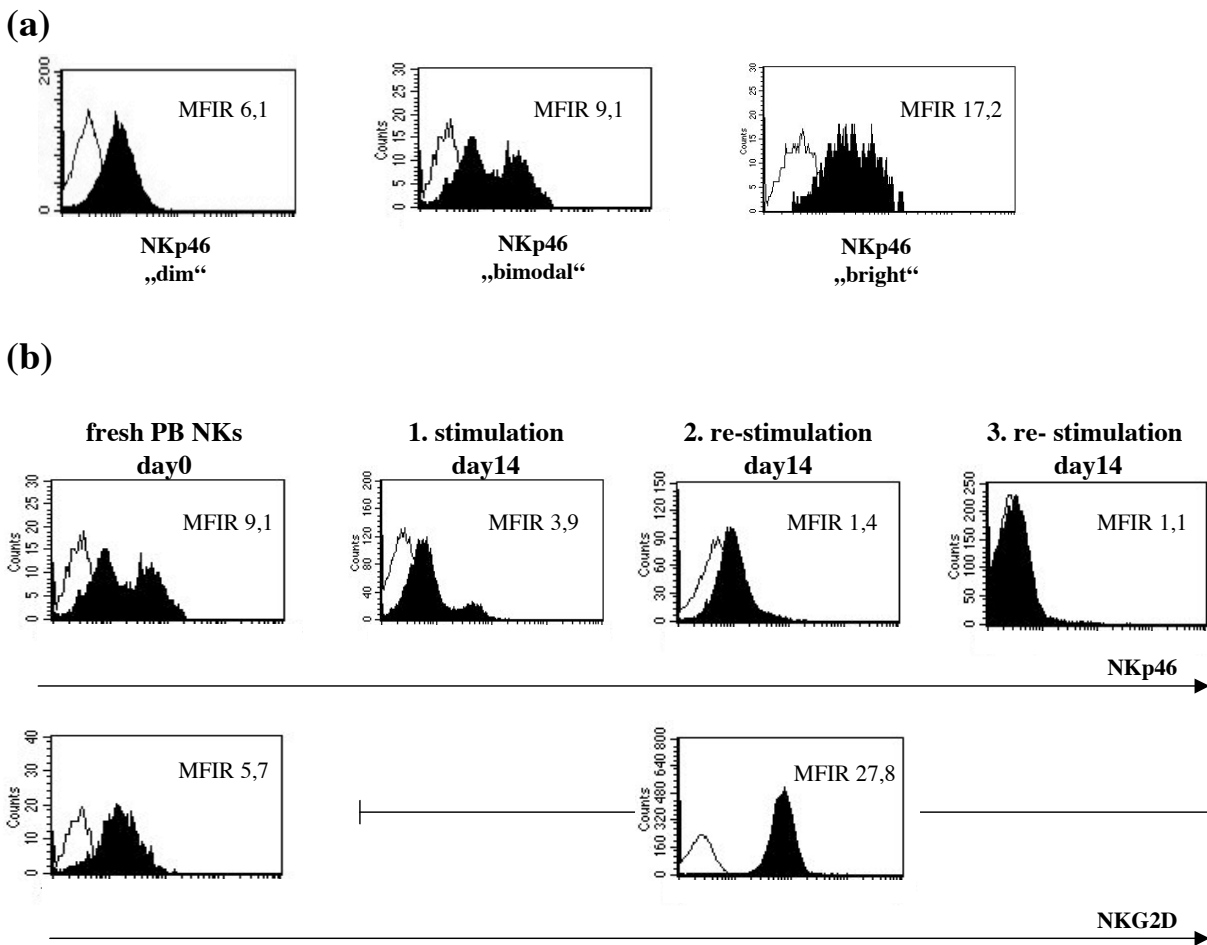 (a)
200
0
MFIR 6,1
NKp46
„dim“
Counts
30
25
20
15
10
5
0
MFIR 9,1
NKp46
„bimodal“
Counts
30
25
20
15
10
5
0
MFIR 17,2
NKp46
„bright“
(b)
fresh PB NKs
day0
Counts
30
25
20
15
10
5
0
MFIR 9,1
1. stimulation
day14
Counts
200
160
120
80
40
0
MFIR 3,9
2. re-stimulation
day14
Counts
150
120
90
60
30
0
MFIR 1,4
3. re- stimulation
day14
Counts
250
200
150
100
50
0
MFIR 1,1
NKp46
Counts
40
30
20
10
0
MFIR 5,7
Counts
800
640
480
320
160
0
MFIR 27,8
NKG2D